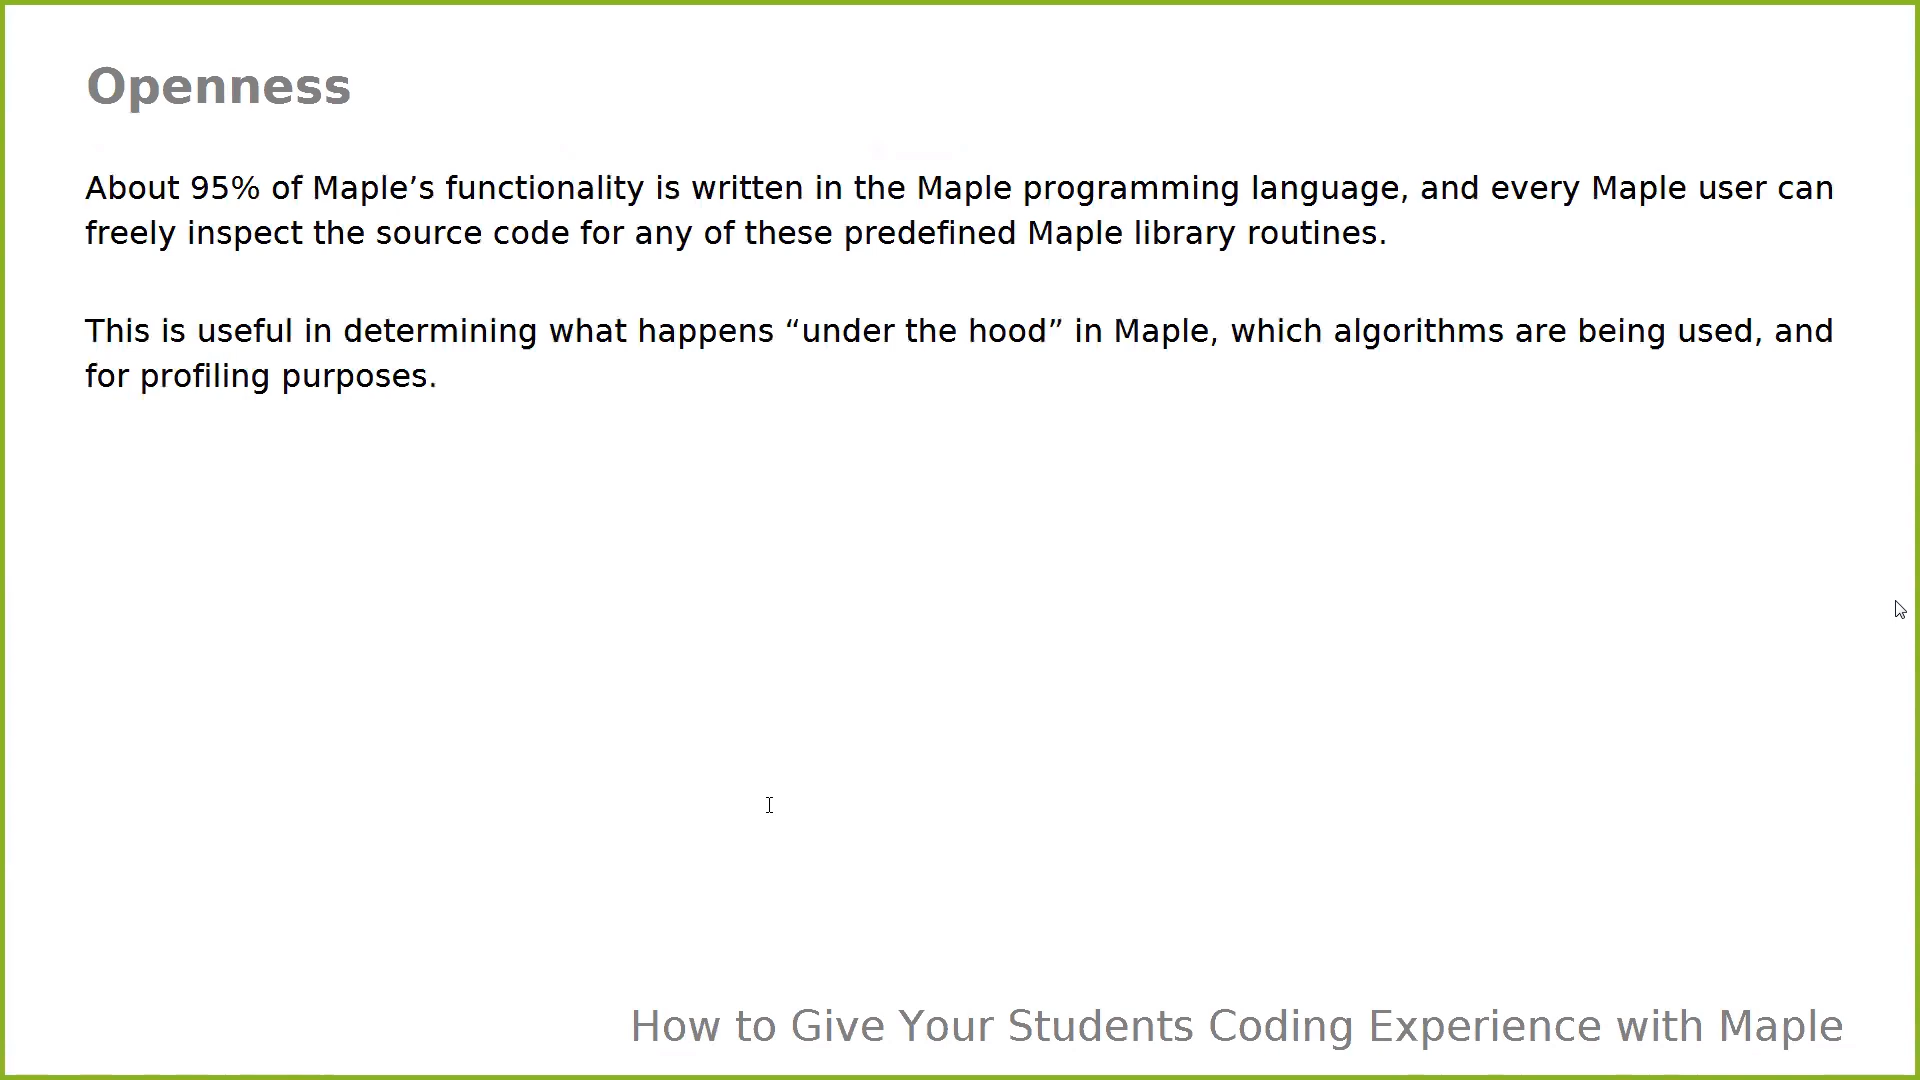 Openness
About 95% of Maple’s functionality is written in the Maple programming language, and every Maple user can
freely inspect the source code for any of these predefined Maple library routines.
This is useful in determining what happens “under the hood” in Maple, which algorithms are being used, and
for profiling purposes.
How to Give Your Students Coding Experience with Maple